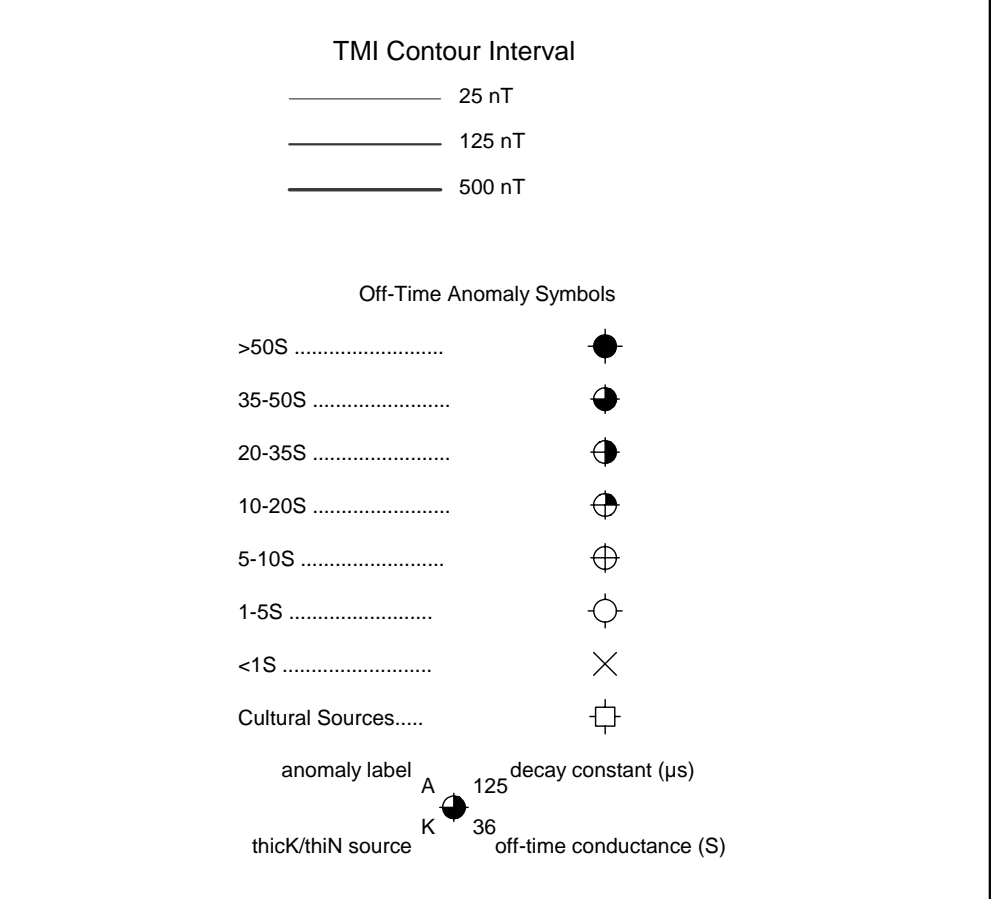 TMI Contour Interval
25 nT
125 nT
500 nT
Off-Time Anomaly Symbols
>50S ..........................
35-50S ........................
20-35S ........................
10-20S ........................
5-10S .........................
1-5S .........................
<1S ..........................
Cultural Sources.....
anomaly label A 125 decay constant (µs)
K 36
thicK/thiN source off-time conductance (S)